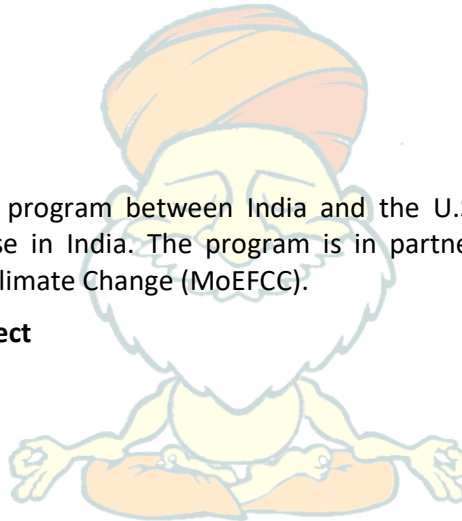 program between India and the U.S
se in India. The program is in partne
limate Change (MoEFCC).
ect